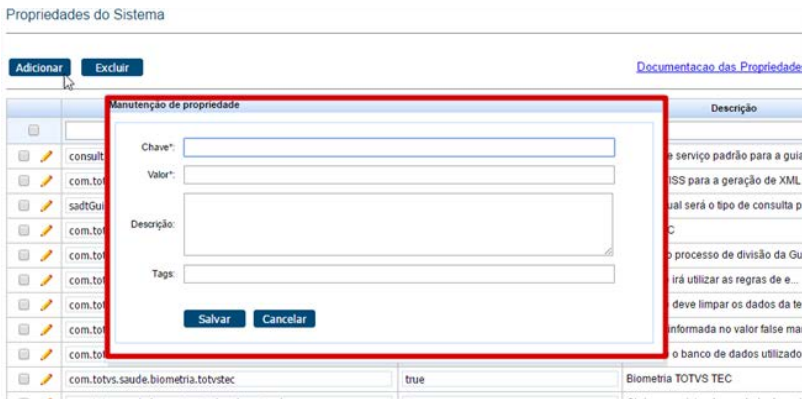 Propriedades do Sistema
Adicionar Excluir Documentacao das Propriedades
Manutenção de propriedade Descrição
Chave*:
Valor*:
Descrição:
Tags:
Salvar Cancelar
consult e serviço padrão para a guia
com.tot ISS para a geração de XML
sadtGui ual será o tipo de consulta p
com.tot C
com.tot o processo de divisão da Gu
com.tot irá utilizar as regras de e...
com.tot deve limpar os dados da te
com.tot informada no valor false ma
com.tot o banco de dados utilizado
com.totvs.saude.biometria.totvstec true Biometria TOTVS TEC